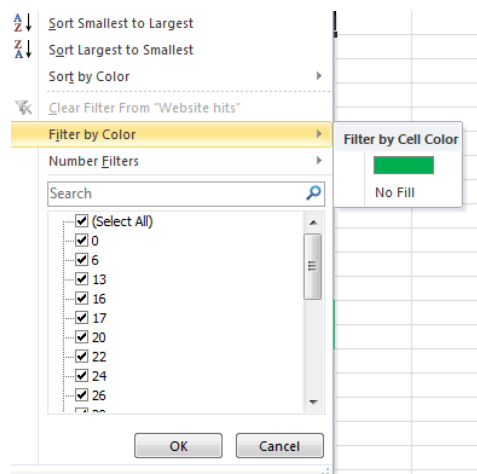 Sort Smallest to Largest
Sort Largest to Smallest
Sort by Color
Clear Filter From "Website hits"
Filter by Color
Number Filters
Search
(Select All)
0
6
13
16
17
20
22
24
26
OK
Cancel
Filter by Cell Color
No Fill